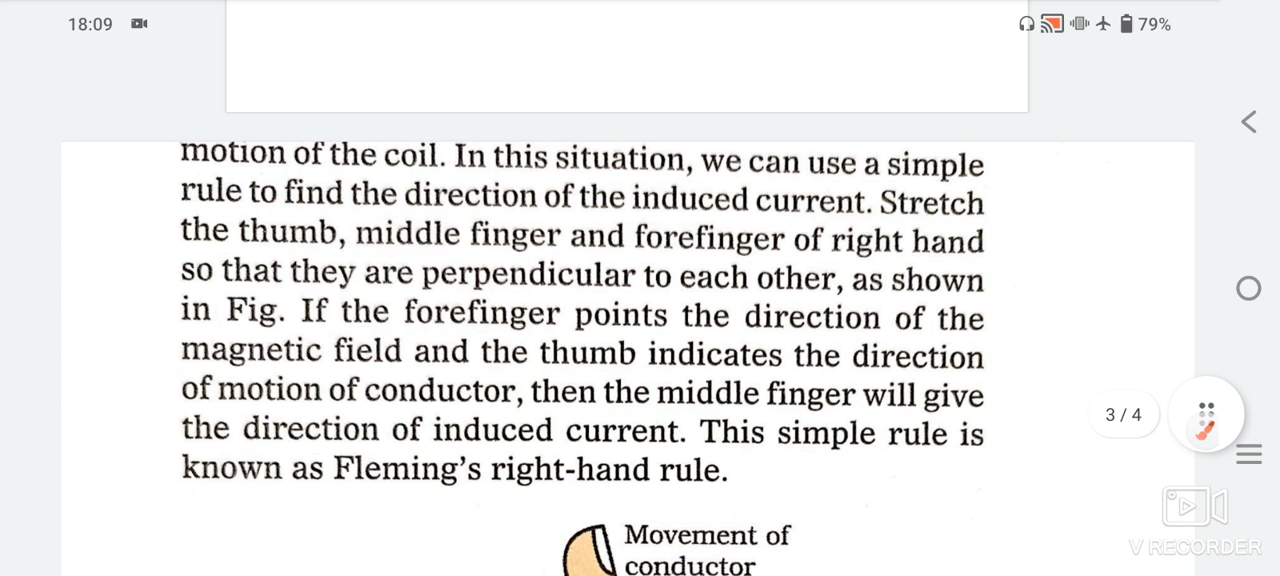 18:09
79%
motion of the coil. In this situation, we can use a simple
rule to find the direction of the induced current. Stretch
the thumb, middle finger and forefinger of right hand
so that they are perpendicular to each other, as shown
in Fig. If the forefinger points the direction of the
magnetic field and the thumb indicates the direction
of motion of conductor, then the middle finger will give
the direction of induced current. This simple rule is
known as Fleming's right-hand rule.
3 / 4
V RECORDER
Movement of
conductor